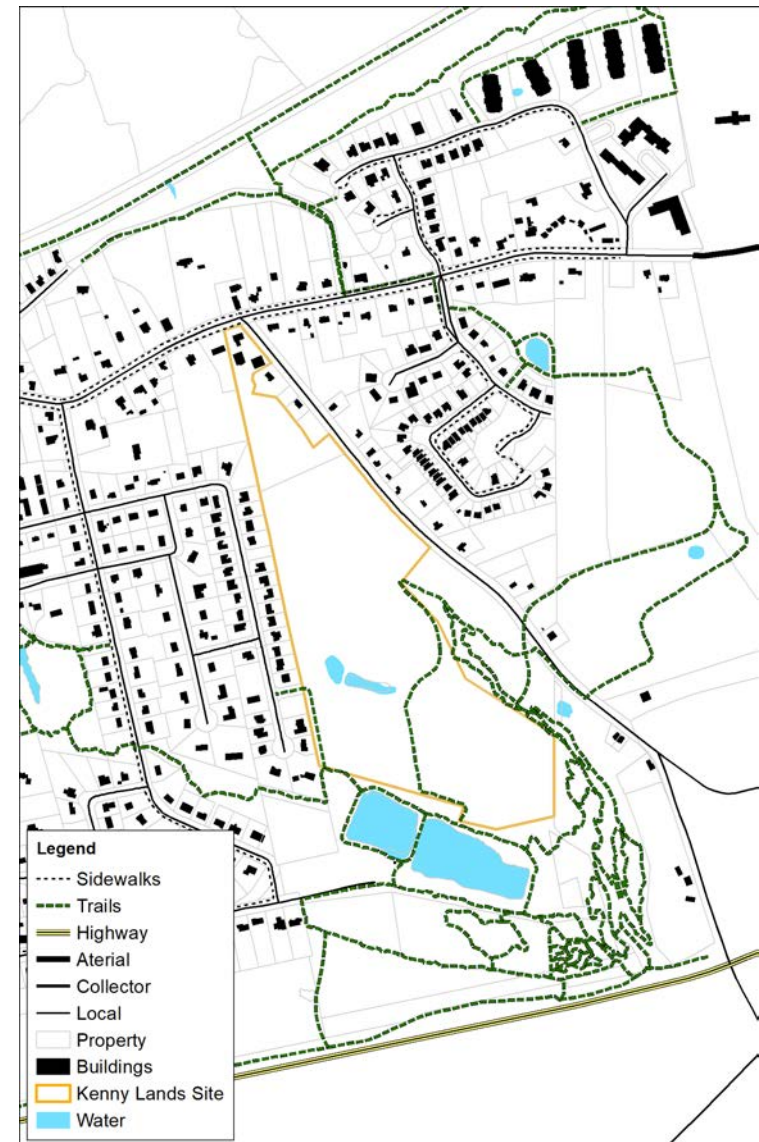 Legend
Sidewalks
Trails
Highway
Aterial
Collector
Local
Property
Buildings
Kenny Lands Site
Water